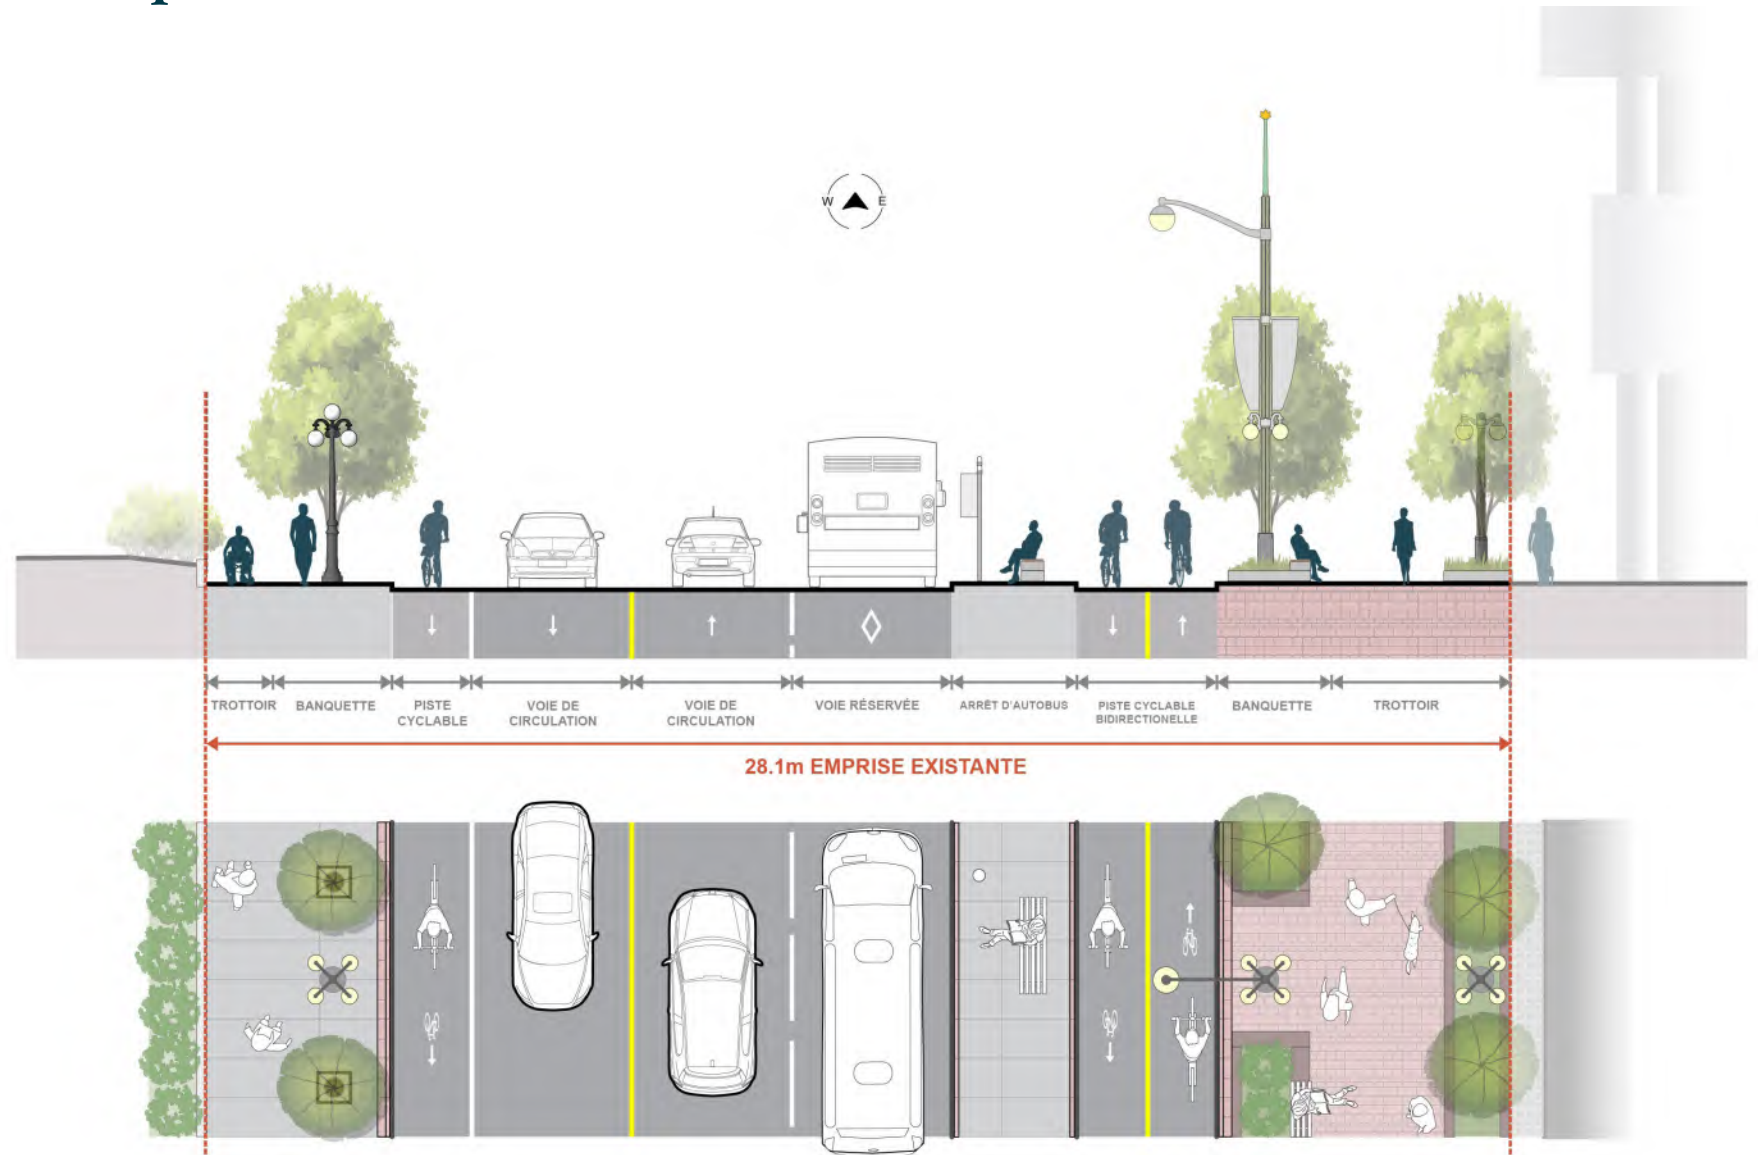 W E
TROTTOIR
BANQUETTE
PISTE
CYCLABLE
VOIE DE
CIRCULATION
VOIE DE
CIRCULATION
VOIE RÉSERVÉE
ARRÊT D'AUTOBUS
PISTE CYCLABLE
BIDIRECTIONELLE
BANQUETTE
TROTTOIR
28.1m EMPRISE EXISTANTE